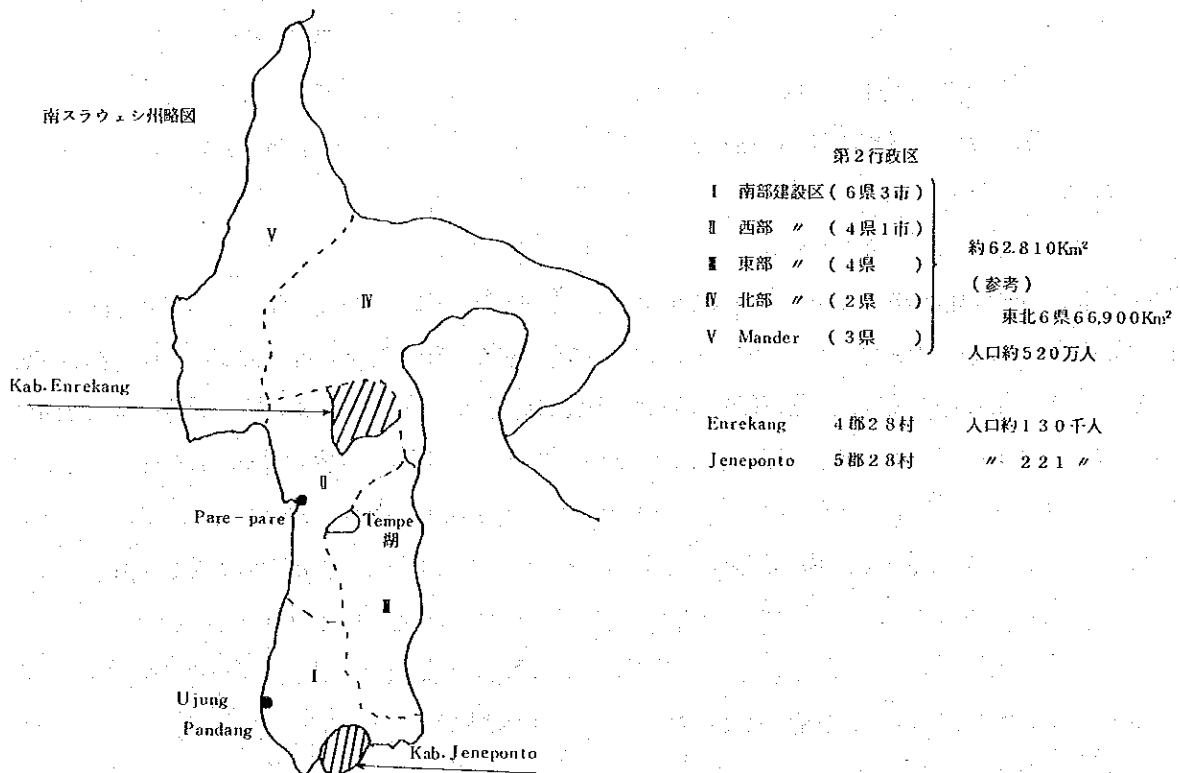 南スラウェシ州略図
第2行政区
Ⅰ 南部建設区 ( 6県3市 )
Ⅱ 西部 〃 ( 4県1市 )
Ⅲ 東部 〃 ( 4県 )
Ⅳ 北部 〃 ( 2県 )
Ⅴ Mander ( 3県 )
約62.810Km²
(参考)
東北6県66,900Km²
人口約520万人
Enrekang 4郡28村 人口約130千人
Jeneponto 5郡28村 〃 221 〃
Ⅴ
Ⅳ
Kab. Enrekang
Ⅱ
Pare-pare
Tempe
湖
Ⅲ
Ⅰ
Ujung
Pandang
Kab. Jeneponto